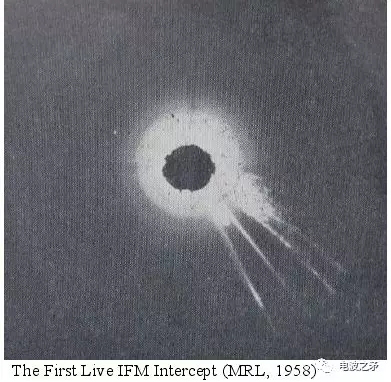 The First Live IFM Intercept (MRL, 1958)
电波之矛